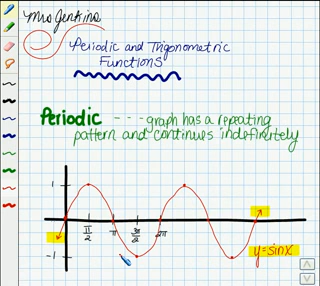 Mrs Jenkins
Periodic and Trigonometric
Functions
Periodic --- graph has a repeating
pattern and continues indefinitely
1
π/2 π 3π/2 2π
-1
y=sinx